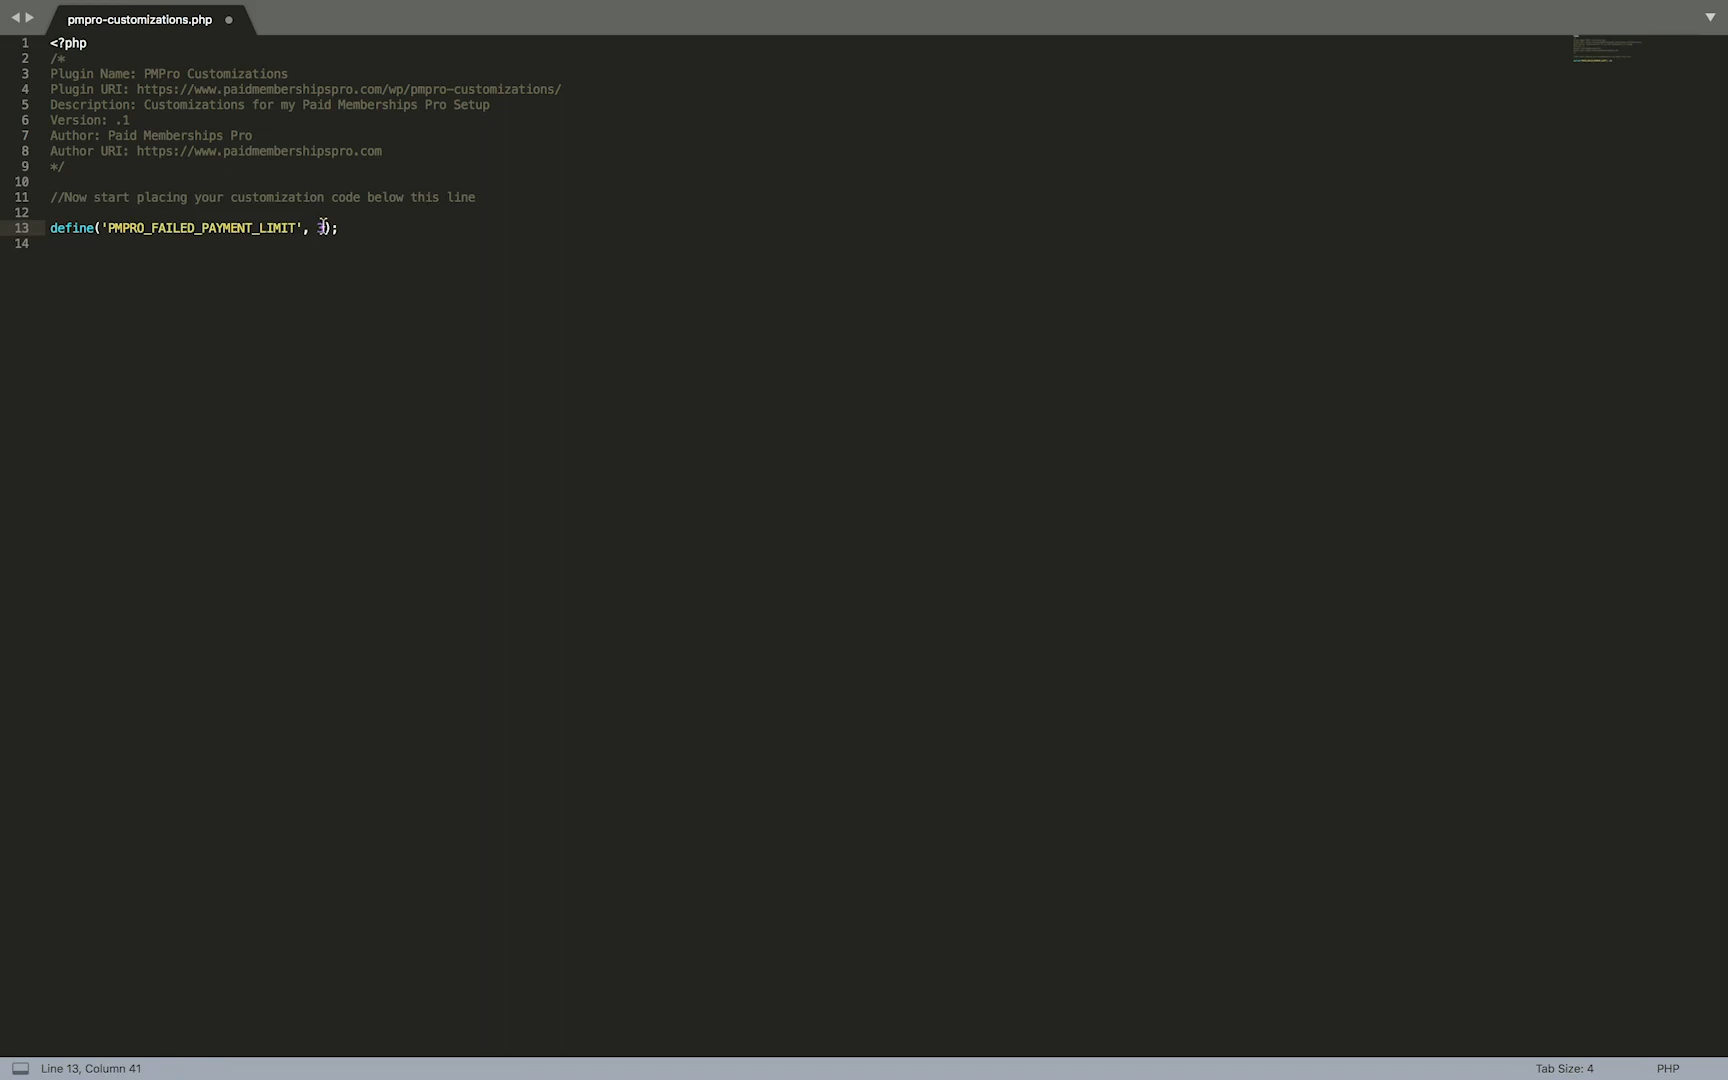 pmpro-customizations.php
1 <?php
2 /*
3 Plugin Name: PMPro Customizations
4 Plugin URI: https://www.paidmembershipspro.com/wp/pmpro-customizations/
5 Description: Customizations for my Paid Memberships Pro Setup
6 Version: .1
7 Author: Paid Memberships Pro
8 Author URI: https://www.paidmembershipspro.com
9 */
10
11 //Now start placing your customization code below this line
12
13 define('PMPRO_FAILED_PAYMENT_LIMIT', );
14
Line 13, Column 41 Tab Size: 4 PHP